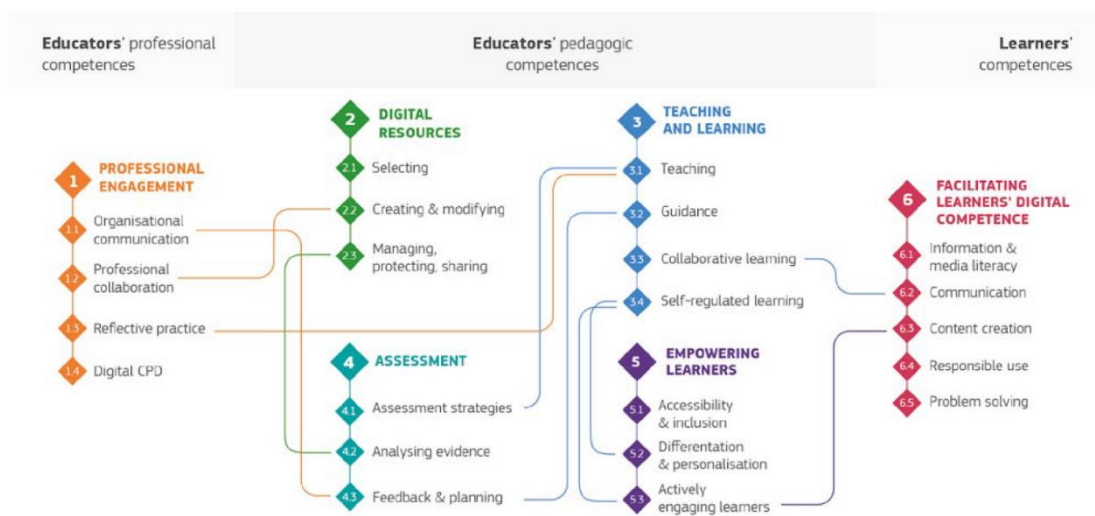 Educators' professional
competences
Educators' pedagogic
competences
Learners'
competences
1
PROFESSIONAL
ENGAGEMENT
1.1
Organisational
communication
1.2
Professional
collaboration
1.3
Reflective practice
1.4
Digital CPD
2
DIGITAL
RESOURCES
2.1
Selecting
2.2
Creating & modifying
2.3
Managing,
protecting, sharing
3
TEACHING
AND LEARNING
3.1
Teaching
3.2
Guidance
3.3
Collaborative learning
3.4
Self-regulated learning
4
ASSESSMENT
4.1
Assessment strategies
4.2
Analysing evidence
4.3
Feedback & planning
5
EMPOWERING
LEARNERS
5.1
Accessibility
& inclusion
5.2
Differentation
& personalisation
5.3
Actively
engaging learners
6
FACILITATING
LEARNERS' DIGITAL
COMPETENCE
6.1
Information &
media literacy
6.2
Communication
6.3
Content creation
6.4
Responsible use
6.5
Problem solving